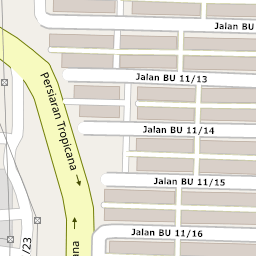 Jalan BU
Jalan BU 11/13
Persiaran Tropicana →
Jalan BU 11/14
Jalan BU 11/15
Jalan BU 11/16
/23
ana →